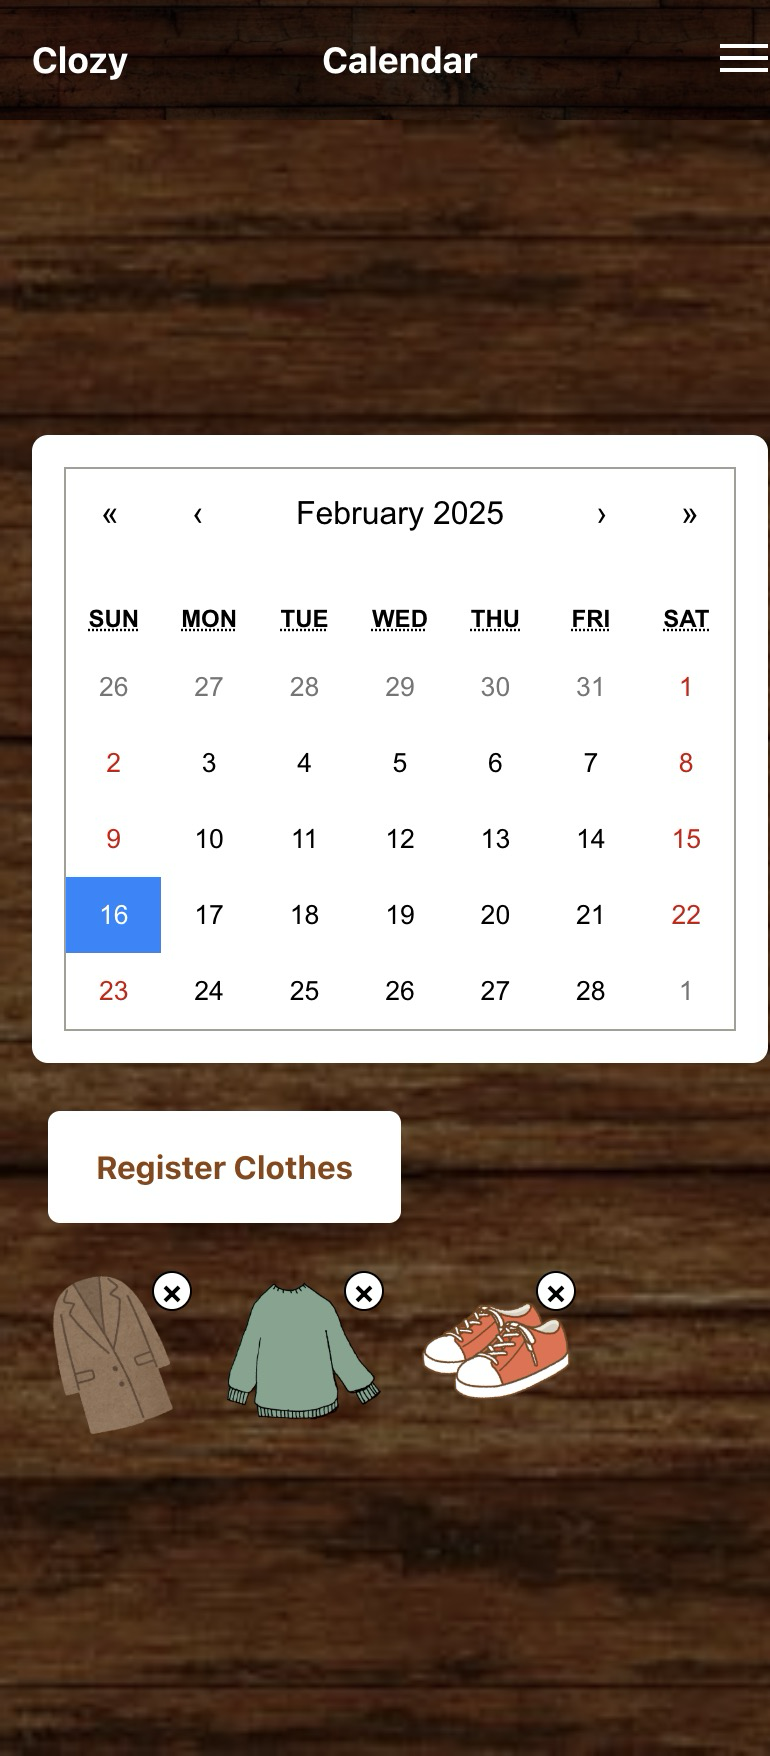 Clozy Calendar
« ‹ February 2025 › »
SUN MON TUE WED THU FRI SAT
26 27 28 29 30 31 1
2 3 4 5 6 7 8
9 10 11 12 13 14 15
16 17 18 19 20 21 22
23 24 25 26 27 28 1
Register Clothes
× × ×